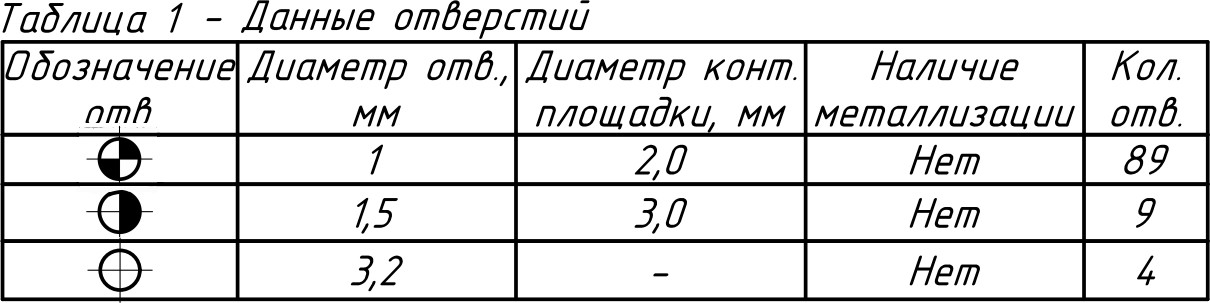 Таблица 1 - Данные отверстий
Обозначение отв Диаметр отв., мм Диаметр конт. площадки, мм Наличие металлизации Кол. отв.
1 2,0 Нет 89
1,5 3,0 Нет 9
3,2 - Нет 4